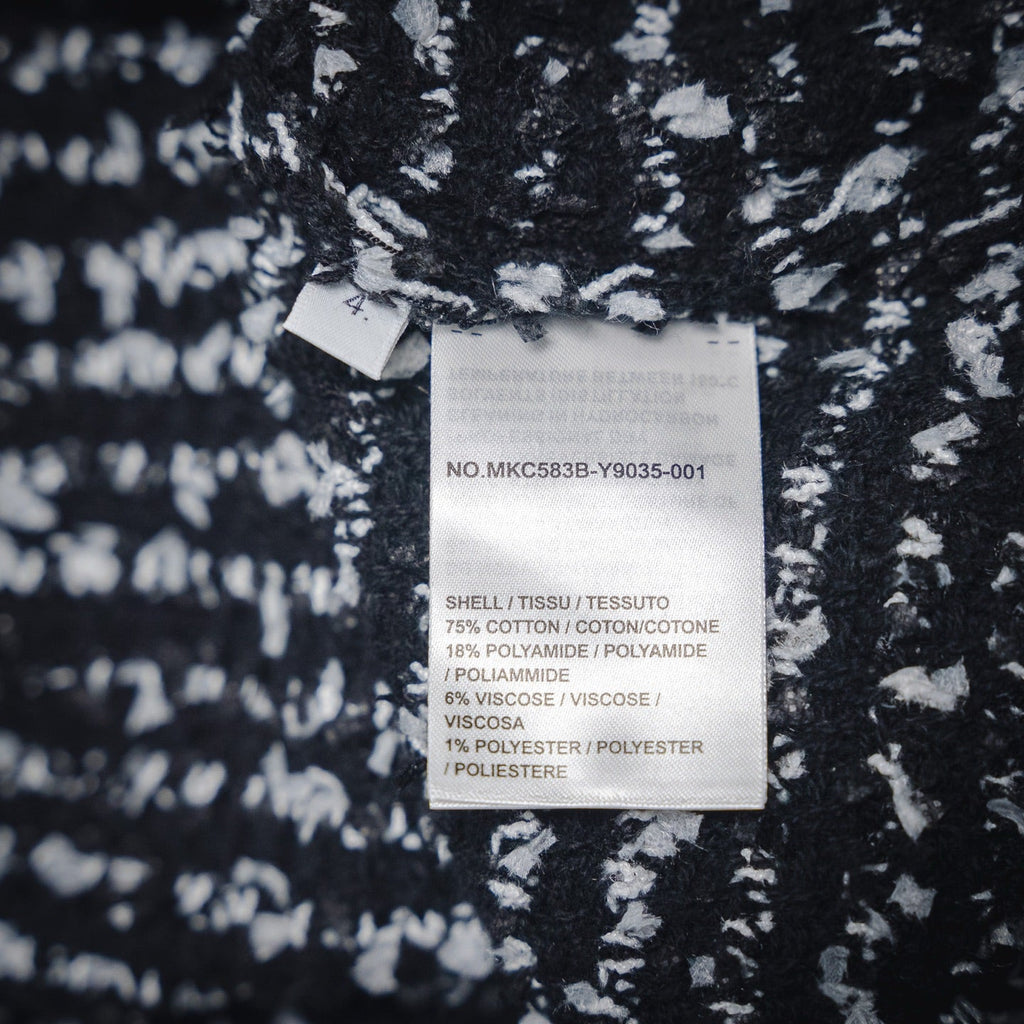 4.
NO.MKC583B-Y9035-001
SHELL / TISSU / TESSUTO
75% COTTON / COTON/COTONE
18% POLYAMIDE / POLYAMIDE
/ POLIAMMIDE
6% VISCOSE / VISCOSE /
VISCOSA
1% POLYESTER / POLYESTER
/ POLIESTERE